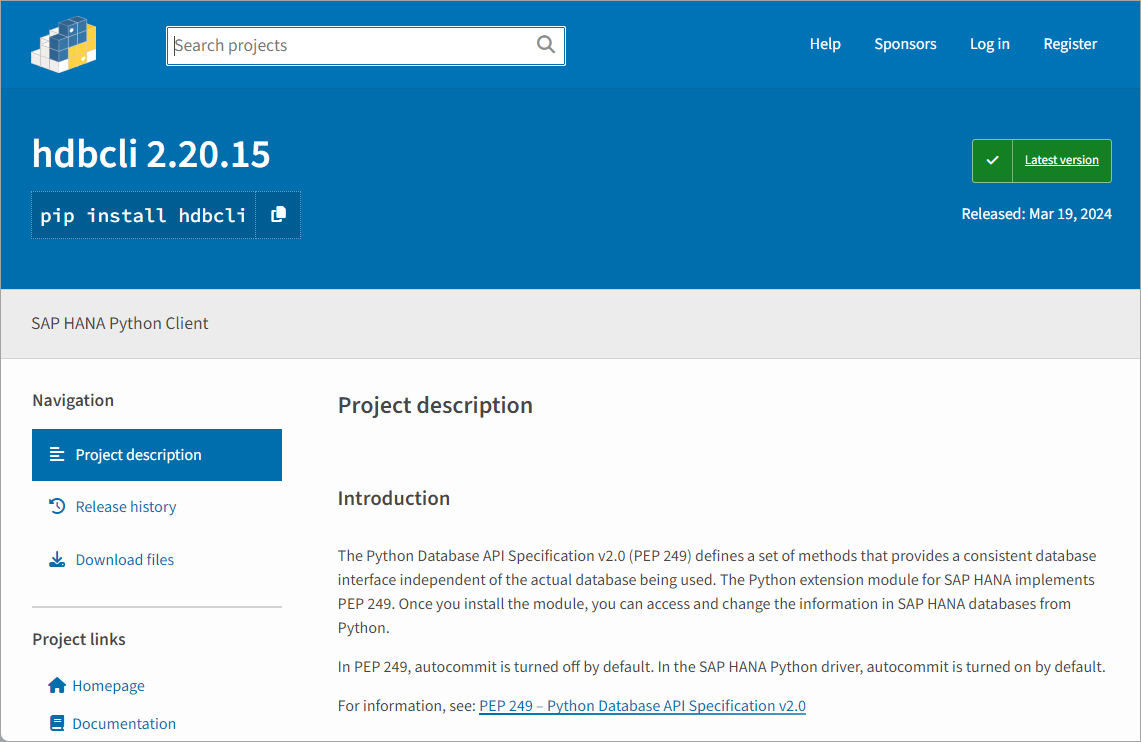 Search projects
Help
Sponsors
Log in
Register
hdbcli 2.20.15
pip install hdbcli
Latest version
Released: Mar 19, 2024
SAP HANA Python Client
Navigation
Project description
Release history
Download files
Project links
Homepage
Documentation
Project description
Introduction
The Python Database API Specification v2.0 (PEP 249) defines a set of methods that provides a consistent database
interface independent of the actual database being used. The Python extension module for SAP HANA implements
PEP 249. Once you install the module, you can access and change the information in SAP HANA databases from
Python.
In PEP 249, autocommit is turned off by default. In the SAP HANA Python driver, autocommit is turned on by default.
For information, see: PEP 249 – Python Database API Specification v2.0